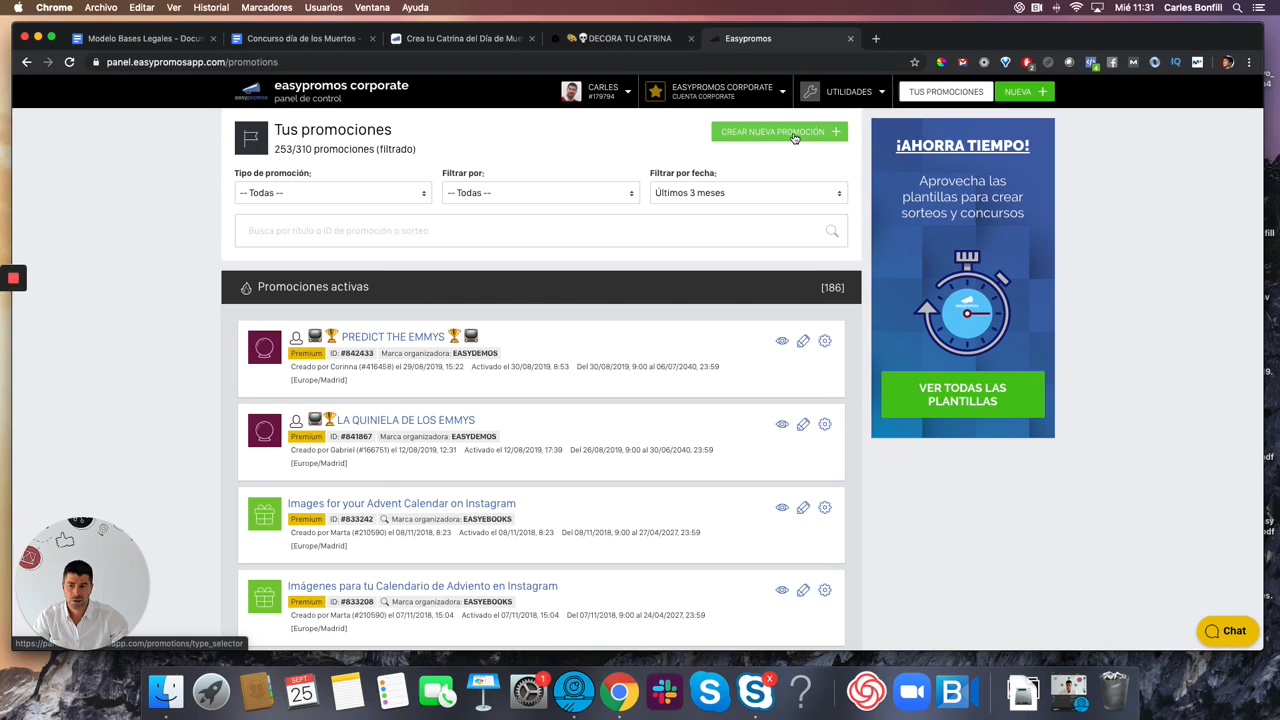 Chrome Archivo Editar Ver Historial Marcadores Usuarios Ventana Ayuda
Mié 11:31 Carles Bonfill
Modelo Bases Legales - Docu
Concurso día de los Muertos -
Crea tu Catrina del Día de Mue
DECORA TU CATRINA
Easypromos
panel.easypromosapp.com/promotions
easypromos corporate
panel de control
CARLES
#179794
EASYPROMOS CORPORATE
CUENTA CORPORATE
UTILIDADES
TUS PROMOCIONES
NUEVA +
Tus promociones
253/310 promociones (filtrado)
CREAR NUEVA PROMOCIÓN +
Tipo de promoción:
Filtrar por:
Filtrar por fecha:
-- Todas --
-- Todas --
Últimos 3 meses
Busca por título o ID de promoción o sorteo
Promociones activas
[186]
PREDICT THE EMMYS
Premium ID: #842433 Marca organizadora: EASYDEMOS
Creado por Corinna (#416458) el 29/08/2019, 15:22 Activado el 30/08/2019, 8:53 Del 30/08/2019, 9:00 al 06/07/2040, 23:59
[Europe/Madrid]
LA QUINIELA DE LOS EMMYS
Premium ID: #841867 Marca organizadora: EASYDEMOS
Creado por Gabriel (#166751) el 12/08/2019, 12:31 Activado el 12/08/2019, 17:39 Del 26/08/2019, 9:00 al 30/06/2040, 23:59
[Europe/Madrid]
Images for your Advent Calendar on Instagram
Premium ID: #833242 Marca organizadora: EASYEBOOKS
Creado por Marta (#210590) el 08/11/2018, 8:23 Activado el 08/11/2018, 8:23 Del 08/11/2018, 9:00 al 27/04/2027, 23:59
[Europe/Madrid]
Imágenes para tu Calendario de Adviento en Instagram
Premium ID: #833208 Marca organizadora: EASYEBOOKS
Creado por Marta (#210590) el 07/11/2018, 15:04 Activado el 07/11/2018, 15:04 Del 07/11/2018, 9:00 al 24/04/2027, 23:59
[Europe/Madrid]
¡AHORRA TIEMPO!
Aprovecha las
plantillas para crear
sorteos y concursos
VER TODAS LAS
PLANTILLAS
Chat
app.com/promotions/type_selector
SEPT
25